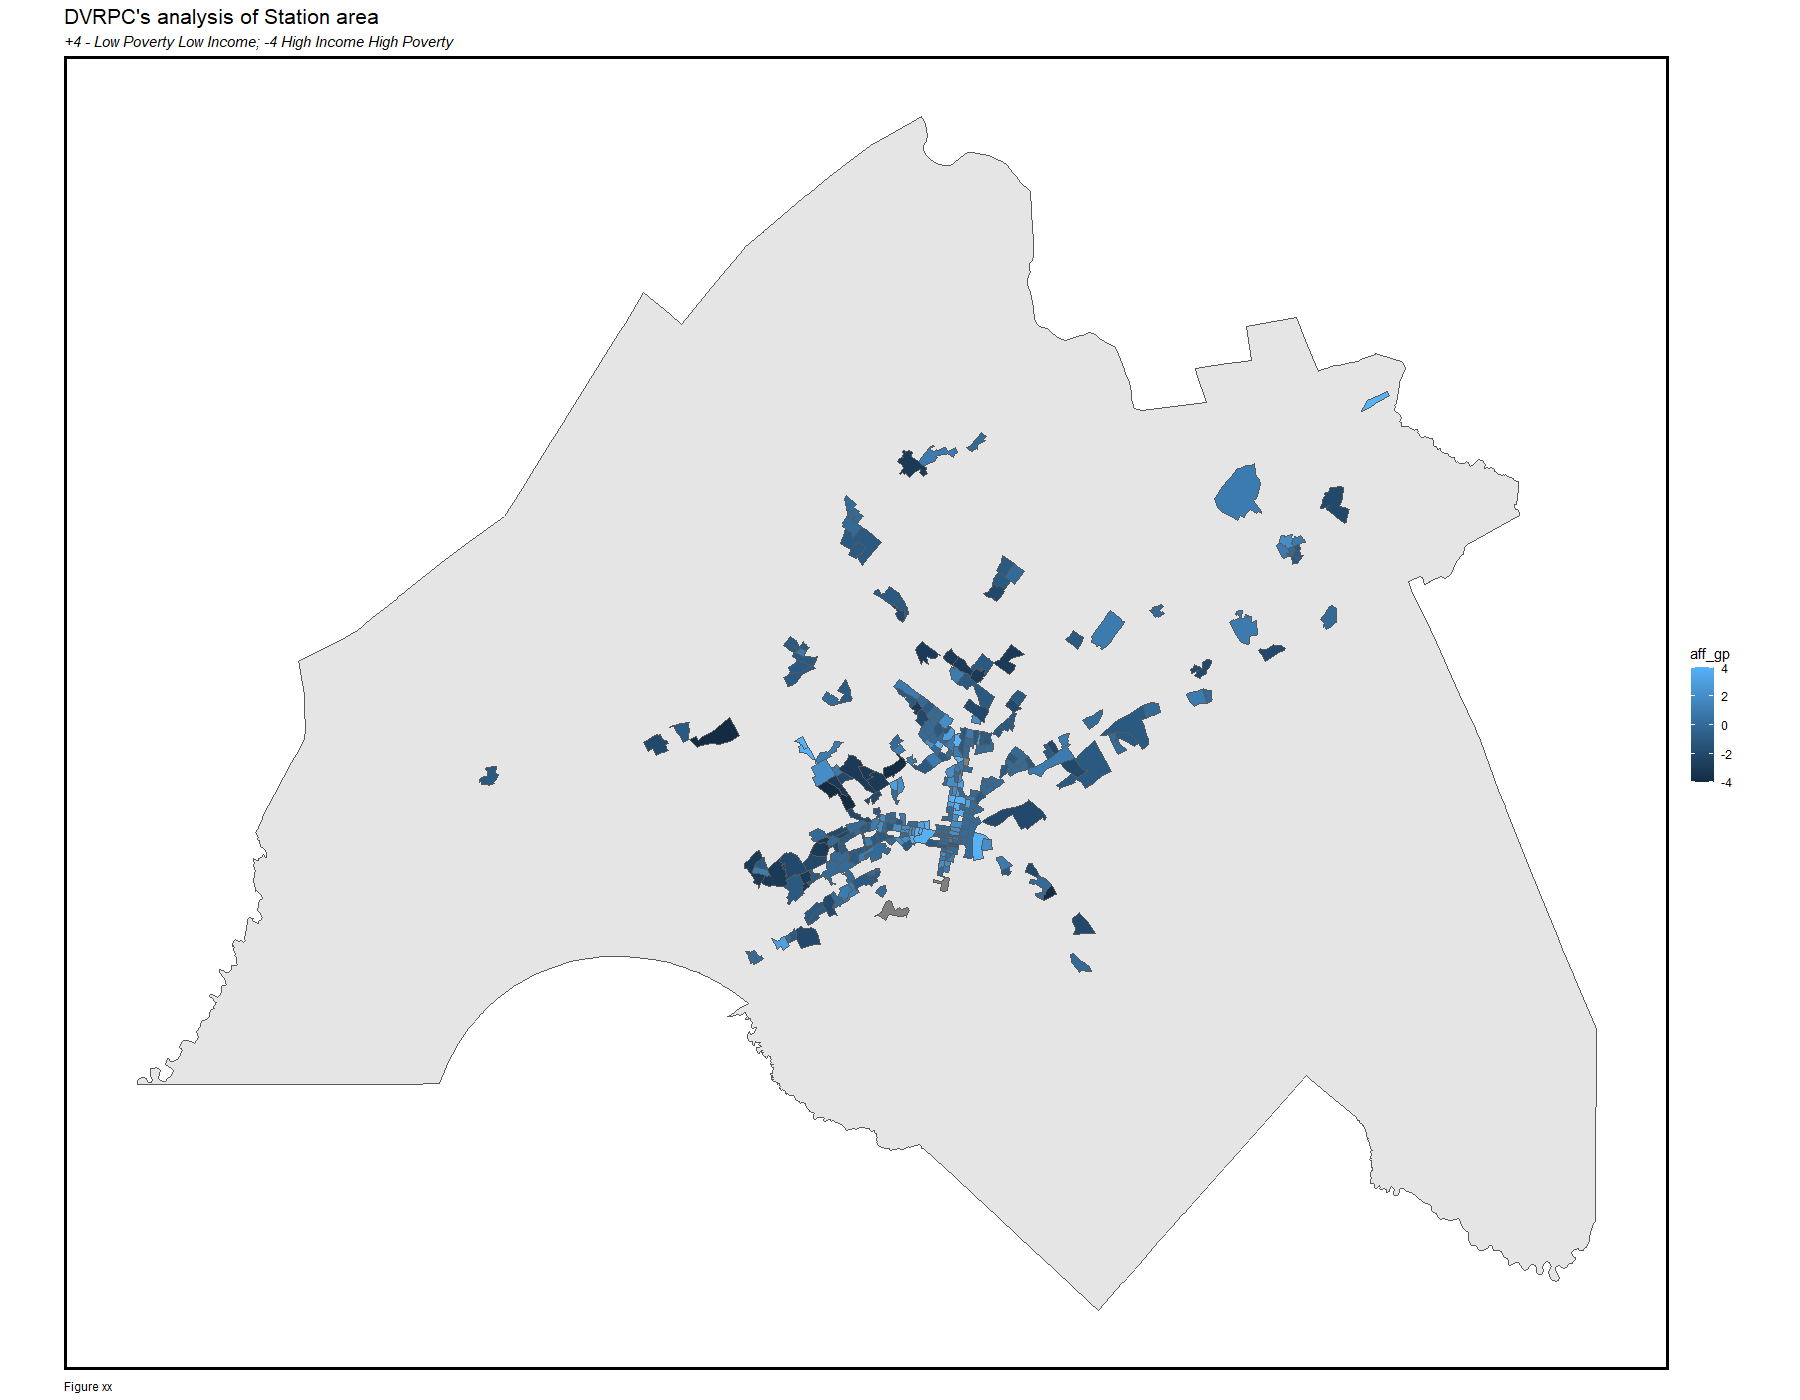 DVRPC's analysis of Station area
+4 - Low Poverty Low Income; -4 High Income High Poverty
aff_gp
4
2
0
-2
-4
Figure xx